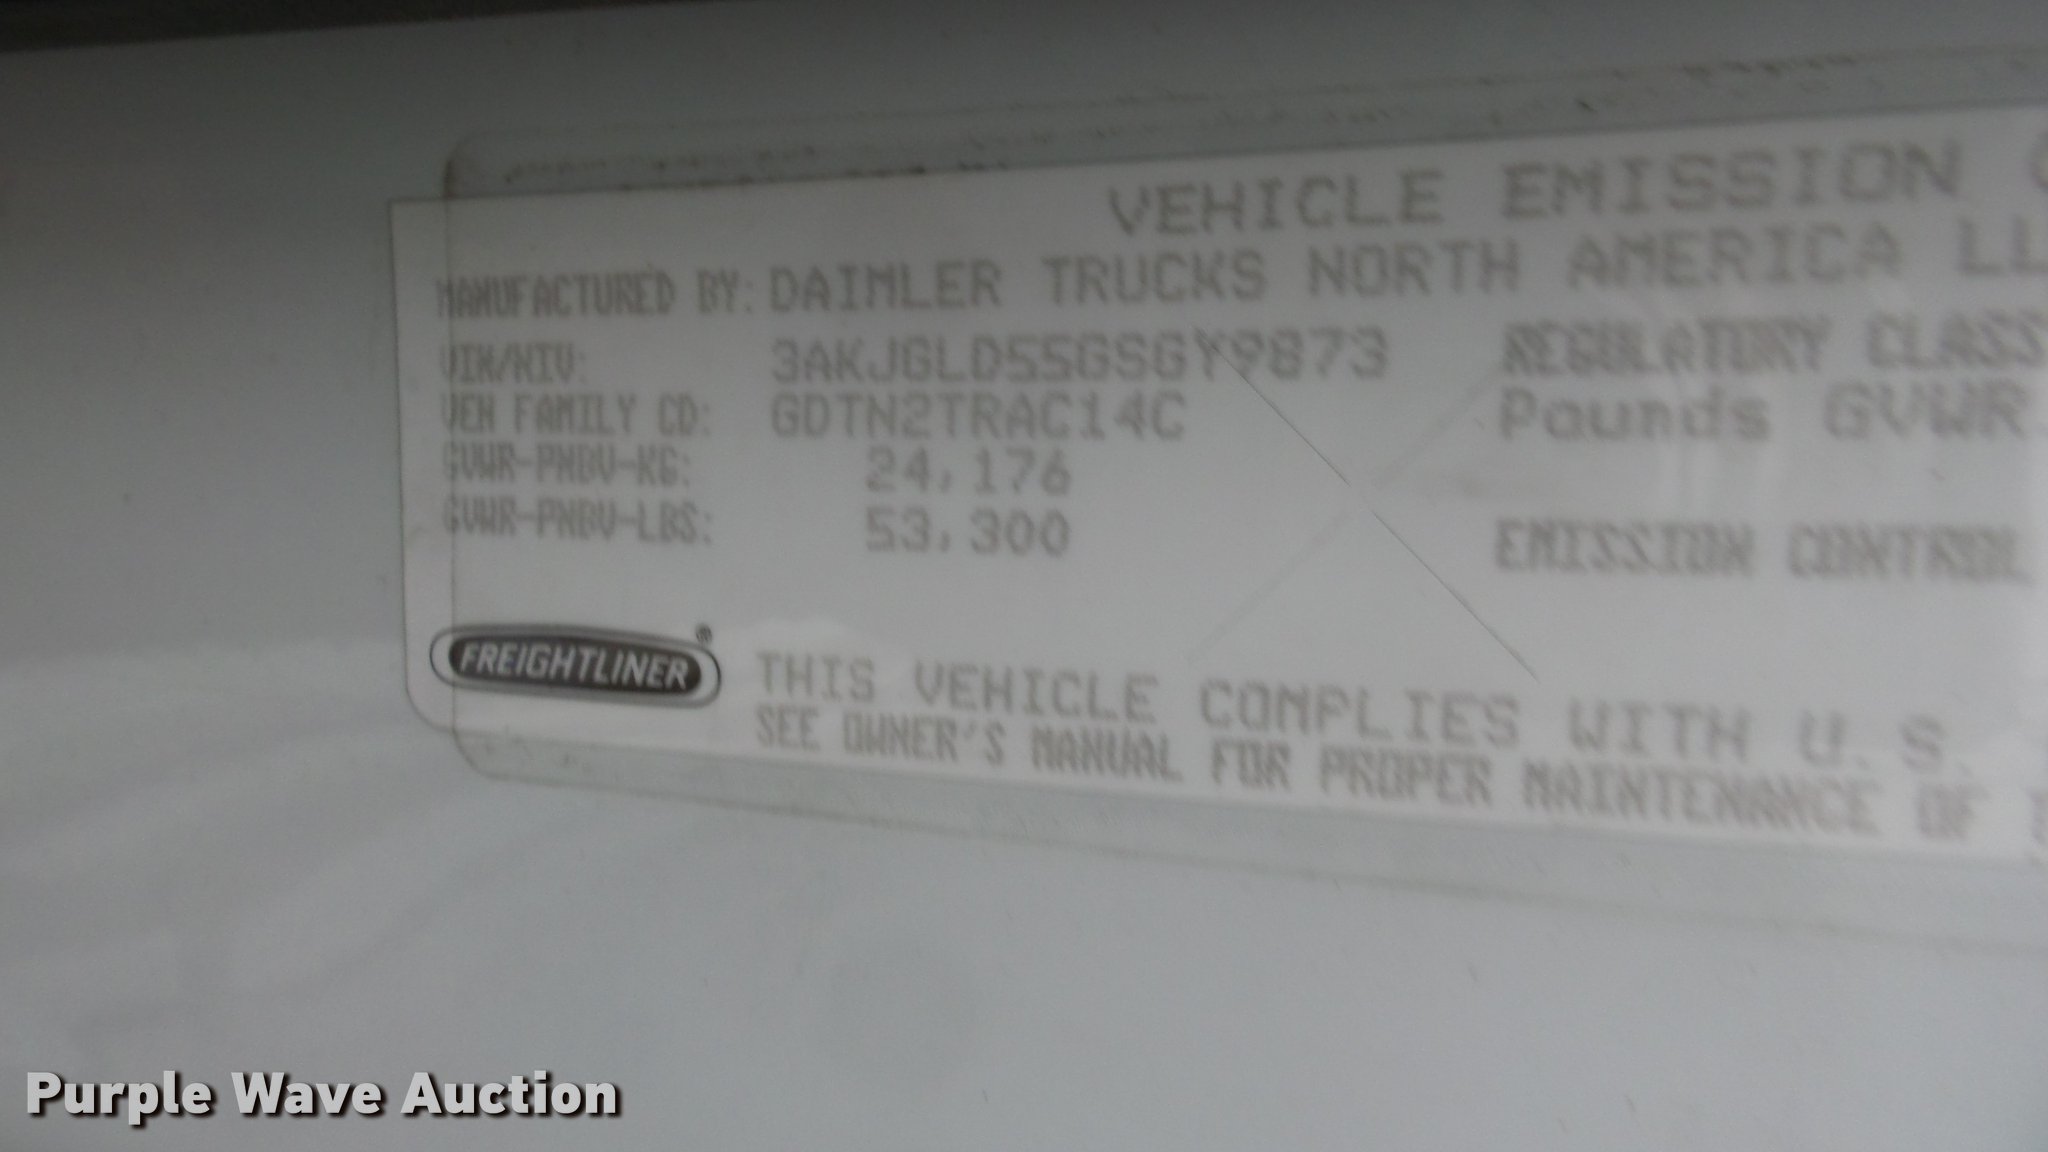 VEHICLE EMISSION
MANUFACTURED BY: DAIMLER TRUCKS NORTH AMERICA LL
VIN/NIV: 3AKJGLD55GSGY9873
REGULATORY CLASS
VEH FAMILY CD: GDTN2TRAC14C
Pounds GVWR
GVWR-PNBV-KG: 24,176
GVWR-PNBV-LBS: 53,300
EMISSION CONTROL
FREIGHTLINER®
THIS VEHICLE COMPLIES WITH U.S.
SEE OWNER'S MANUAL FOR PROPER MAINTENANCE OF
Purple Wave Auction